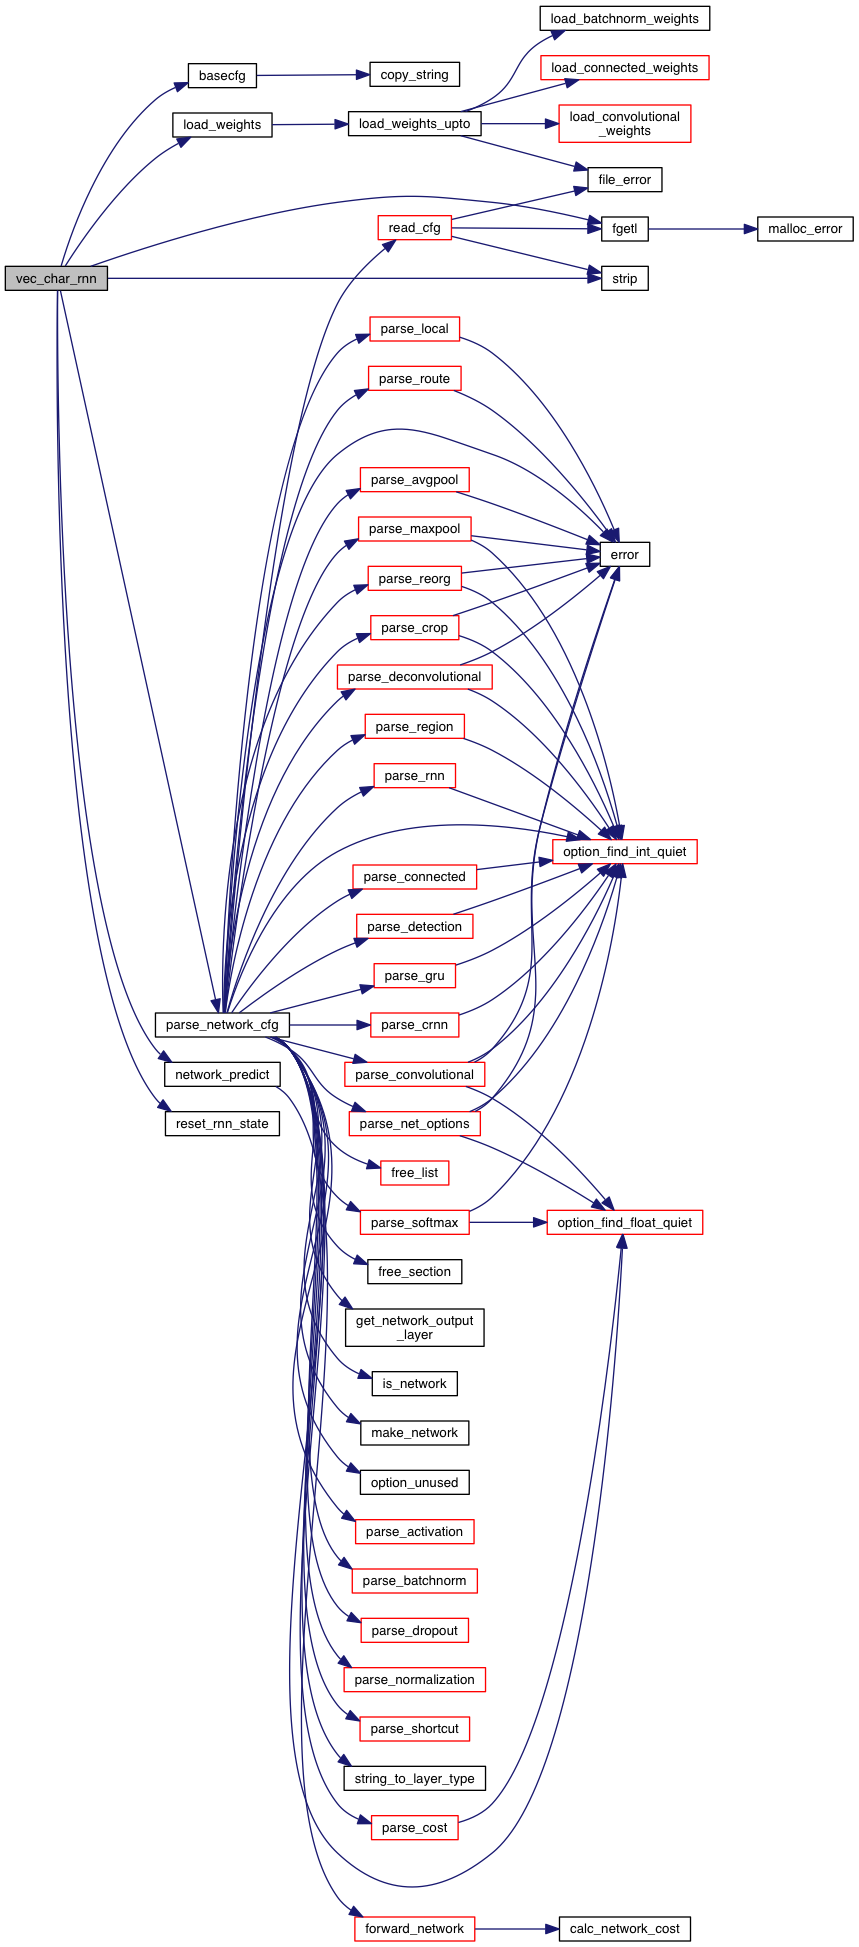 load_batchnorm_weights
basecfg
copy_string
load_connected_weights
load_weights
load_weights_upto
load_convolutional
_weights
file_error
read_cfg
fgetl
malloc_error
vec_char_rnn
strip
parse_local
parse_route
parse_avgpool
parse_maxpool
error
parse_reorg
parse_crop
parse_deconvolutional
parse_region
parse_rnn
option_find_int_quiet
parse_connected
parse_detection
parse_gru
parse_network_cfg
parse_crnn
network_predict
parse_convolutional
reset_rnn_state
parse_net_options
free_list
parse_softmax
option_find_float_quiet
free_section
get_network_output
_layer
is_network
make_network
option_unused
parse_activation
parse_batchnorm
parse_dropout
parse_normalization
parse_shortcut
string_to_layer_type
parse_cost
forward_network
calc_network_cost